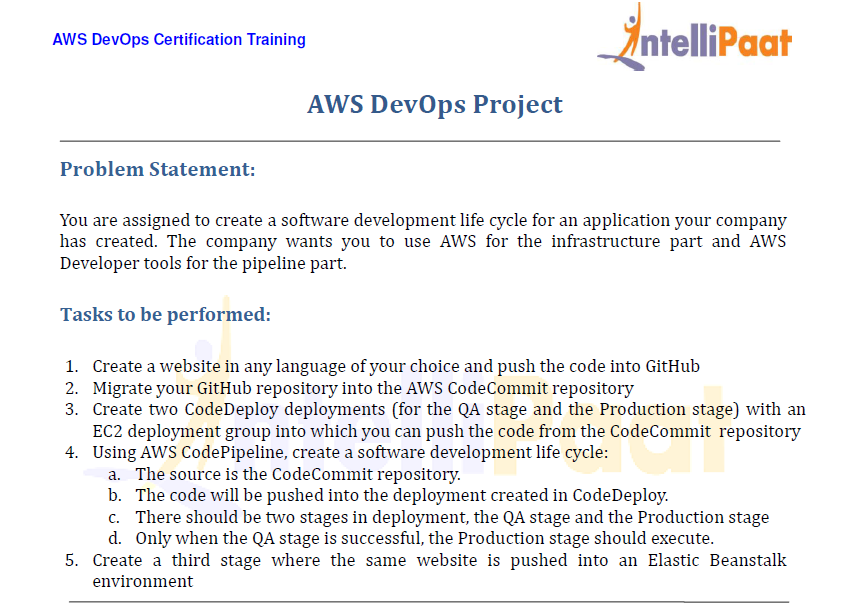 AWS DevOps Certification Training
IntelliPaat
AWS DevOps Project
Problem Statement:
You are assigned to create a software development life cycle for an application your company
has created. The company wants you to use AWS for the infrastructure part and AWS
Developer tools for the pipeline part.
Tasks to be performed:
1. Create a website in any language of your choice and push the code into GitHub
2. Migrate your GitHub repository into the AWS CodeCommit repository
3. Create two CodeDeploy deployments (for the QA stage and the Production stage) with an
EC2 deployment group into which you can push the code from the CodeCommit repository
4. Using AWS CodePipeline, create a software development life cycle:
a. The source is the CodeCommit repository.
b. The code will be pushed into the deployment created in CodeDeploy.
c. There should be two stages in deployment, the QA stage and the Production stage
d. Only when the QA stage is successful, the Production stage should execute.
5. Create a third stage where the same website is pushed into an Elastic Beanstalk
environment